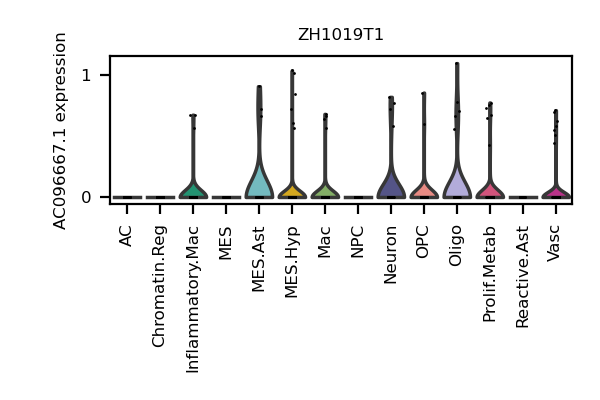 ZH1019T1
AC096667.1 expression
1
0
AC
Chromatin.Reg
Inflammatory.Mac
MES
MES.Ast
MES.Hyp
Mac
NPC
Neuron
OPC
Oligo
Prolif.Metab
Reactive.Ast
Vasc